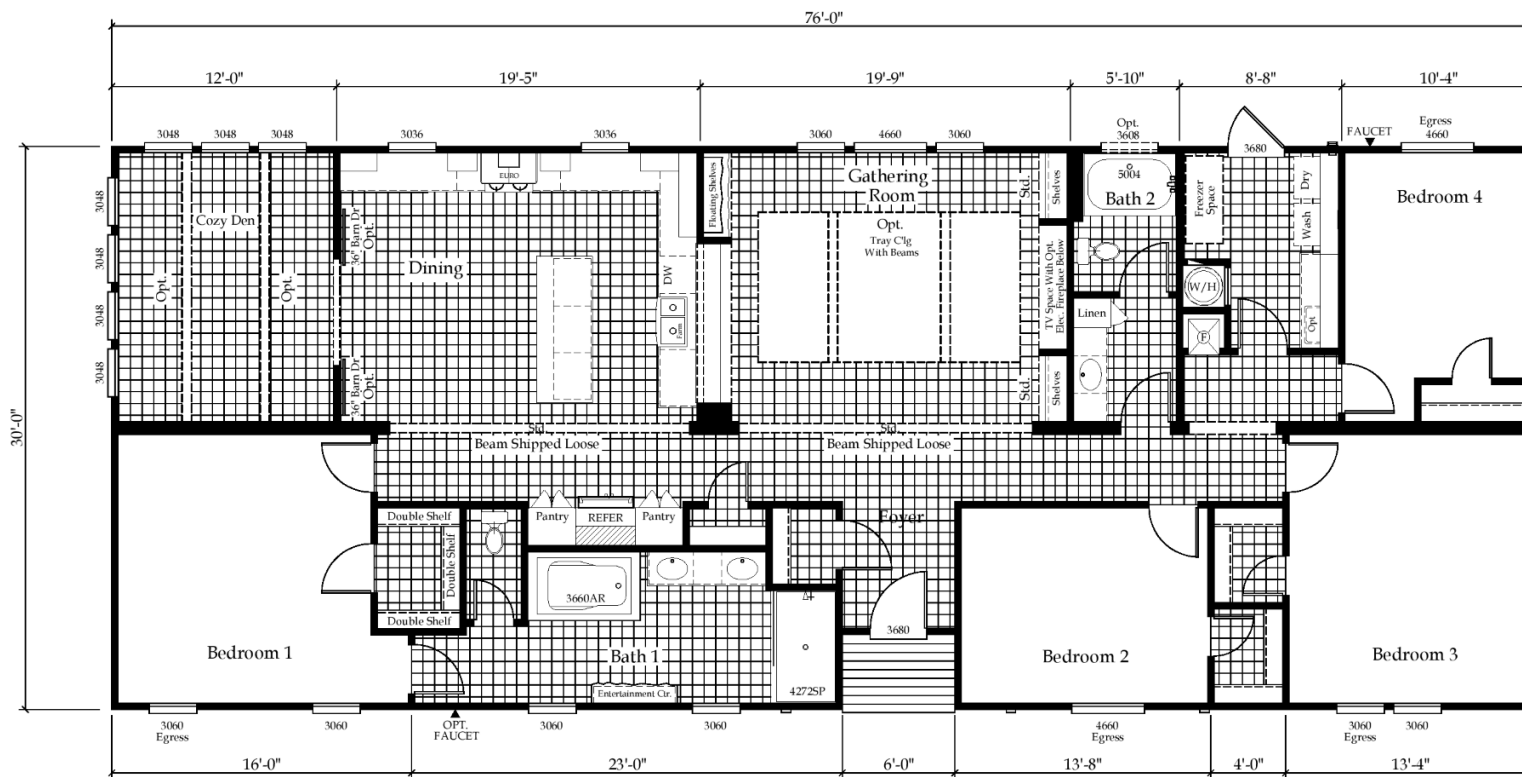 76'-0"
12'-0"
19'-5"
19'-9"
5'-10"
8'-8"
10'-4"
3048
3048
3048
3036
3036
3060
4660
3060
Opt.
3608
3680
FAUCET
Egress
4660
30'-0"
3048
3048
3048
3048
Cozy Den
Opt.
Opt.
36" Barn Dr
Opt.
36" Barn Dr
Opt.
EURO
Dining
DW
Farm
Floating Shelves
Gathering
Room
Opt.
Tray C'lg
With Beams
Std.
Shelves
TV Space With Opt.
Elec. Fireplace Below
Std.
Shelves
5004
Bath 2
Linen
Freezer
Space
Dry
Wash
W/H
F
Opt
Bedroom 4
Std.
Beam Shipped Loose
Std.
Beam Shipped Loose
Double Shelf
Double Shelf
Double Shelf
Pantry
REFER
Pantry
Foyer
3660AR
Bedroom 1
Bath 1
Entertainment Ctr.
4272SP
3680
Bedroom 2
Bedroom 3
3060
Egress
3060
OPT.
FAUCET
3060
3060
4660
Egress
3060
Egress
3060
16'-0"
23'-0"
6'-0"
13'-8"
4'-0"
13'-4"